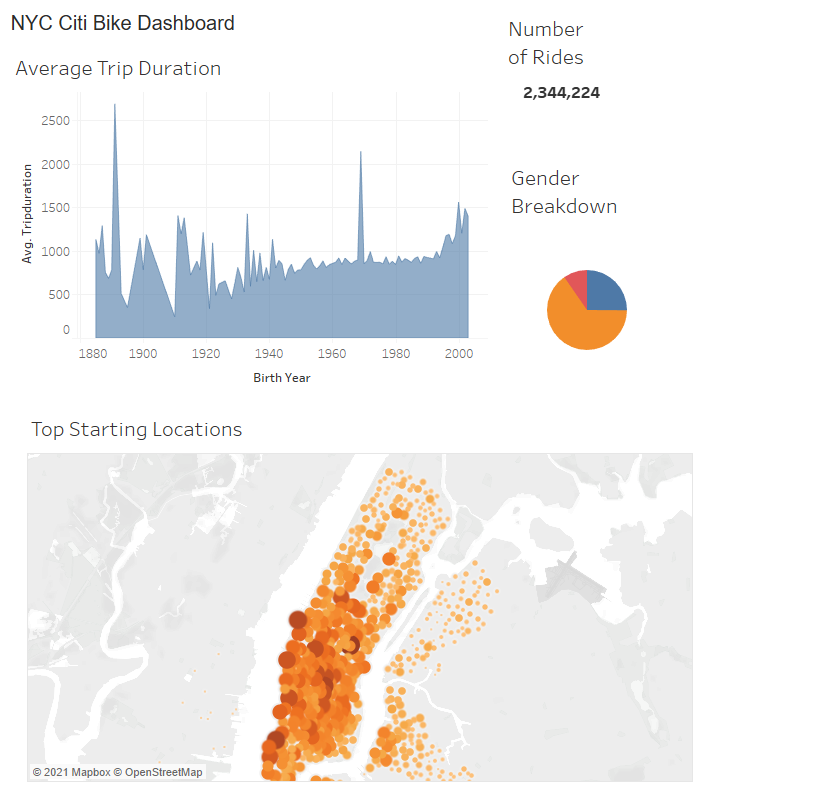 NYC Citi Bike Dashboard
Number
of Rides
2,344,224
Average Trip Duration
2500
2000
1500
1000
500
0
Avg. Tripduration
1880 1900 1920 1940 1960 1980 2000
Birth Year
Gender
Breakdown
Top Starting Locations
© 2021 Mapbox © OpenStreetMap